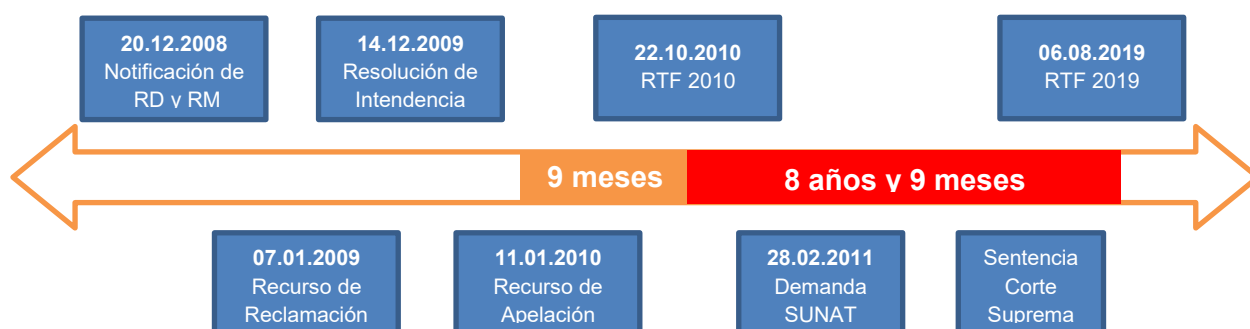 20.12.2008
Notificación de
RD y RM
14.12.2009
Resolución de
Intendencia
22.10.2010
RTF 2010
06.08.2019
RTF 2019
9 meses
8 años y 9 meses
07.01.2009
Recurso de
Reclamación
11.01.2010
Recurso de
Apelación
28.02.2011
Demanda
SUNAT
Sentencia
Corte
Suprema